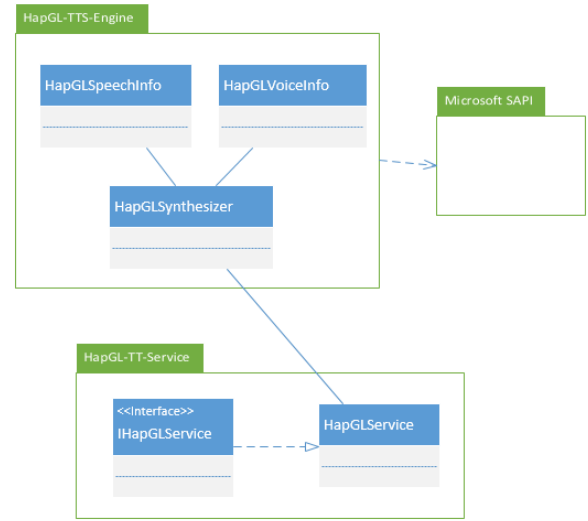 HapGL-TTS-Engine
HapGLSpeechInfo
HapGLVoiceInfo
Microsoft SAPI
HapGLSynthesizer
HapGL-TT-Service
<<Interface>>
IHapGLService
HapGLService